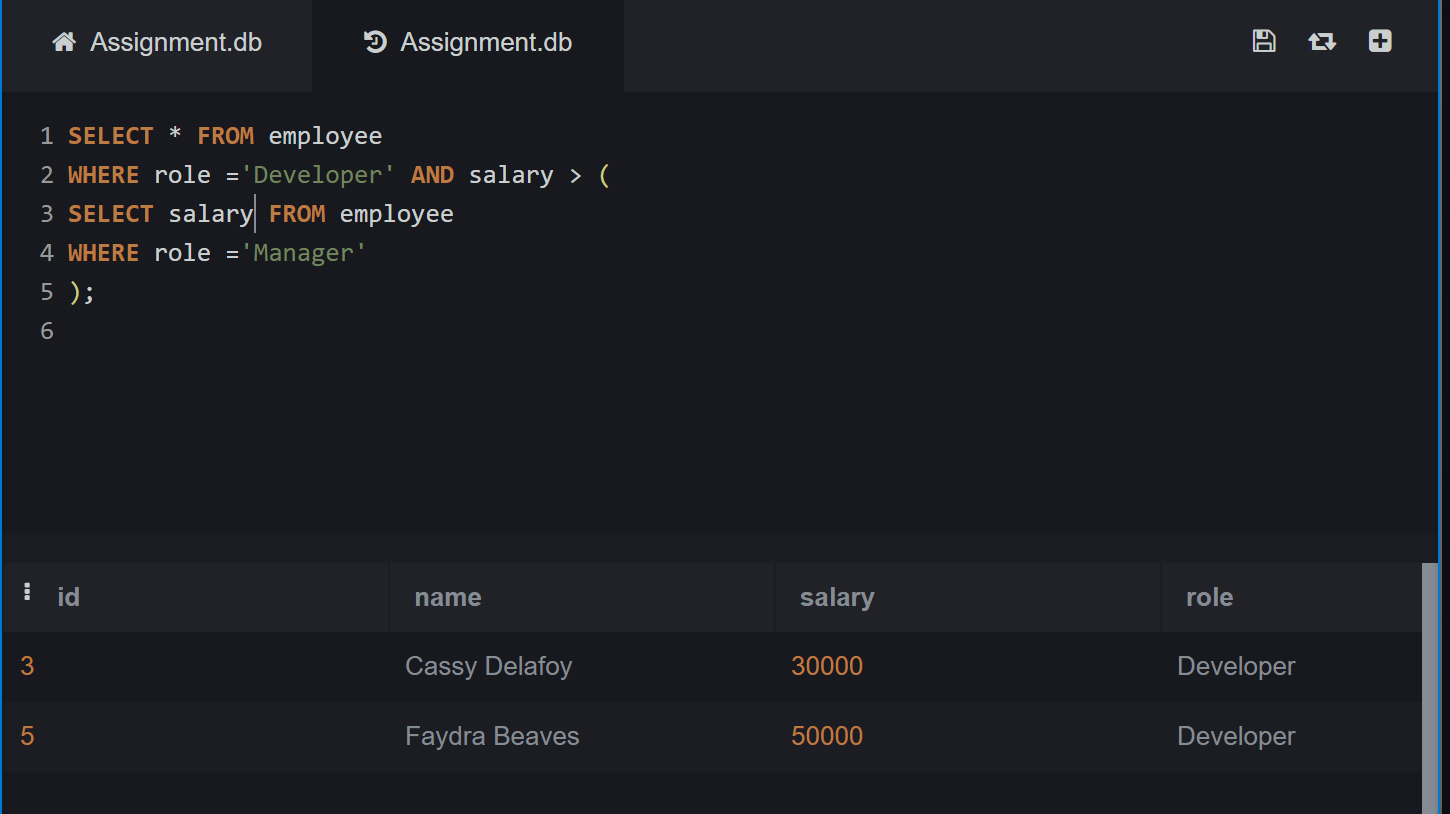 Assignment.db Assignment.db
1 SELECT * FROM employee
2 WHERE role ='Developer' AND salary > (
3 SELECT salary FROM employee
4 WHERE role ='Manager'
5 );
6
id name salary role
3 Cassy Delafoy 30000 Developer
5 Faydra Beaves 50000 Developer